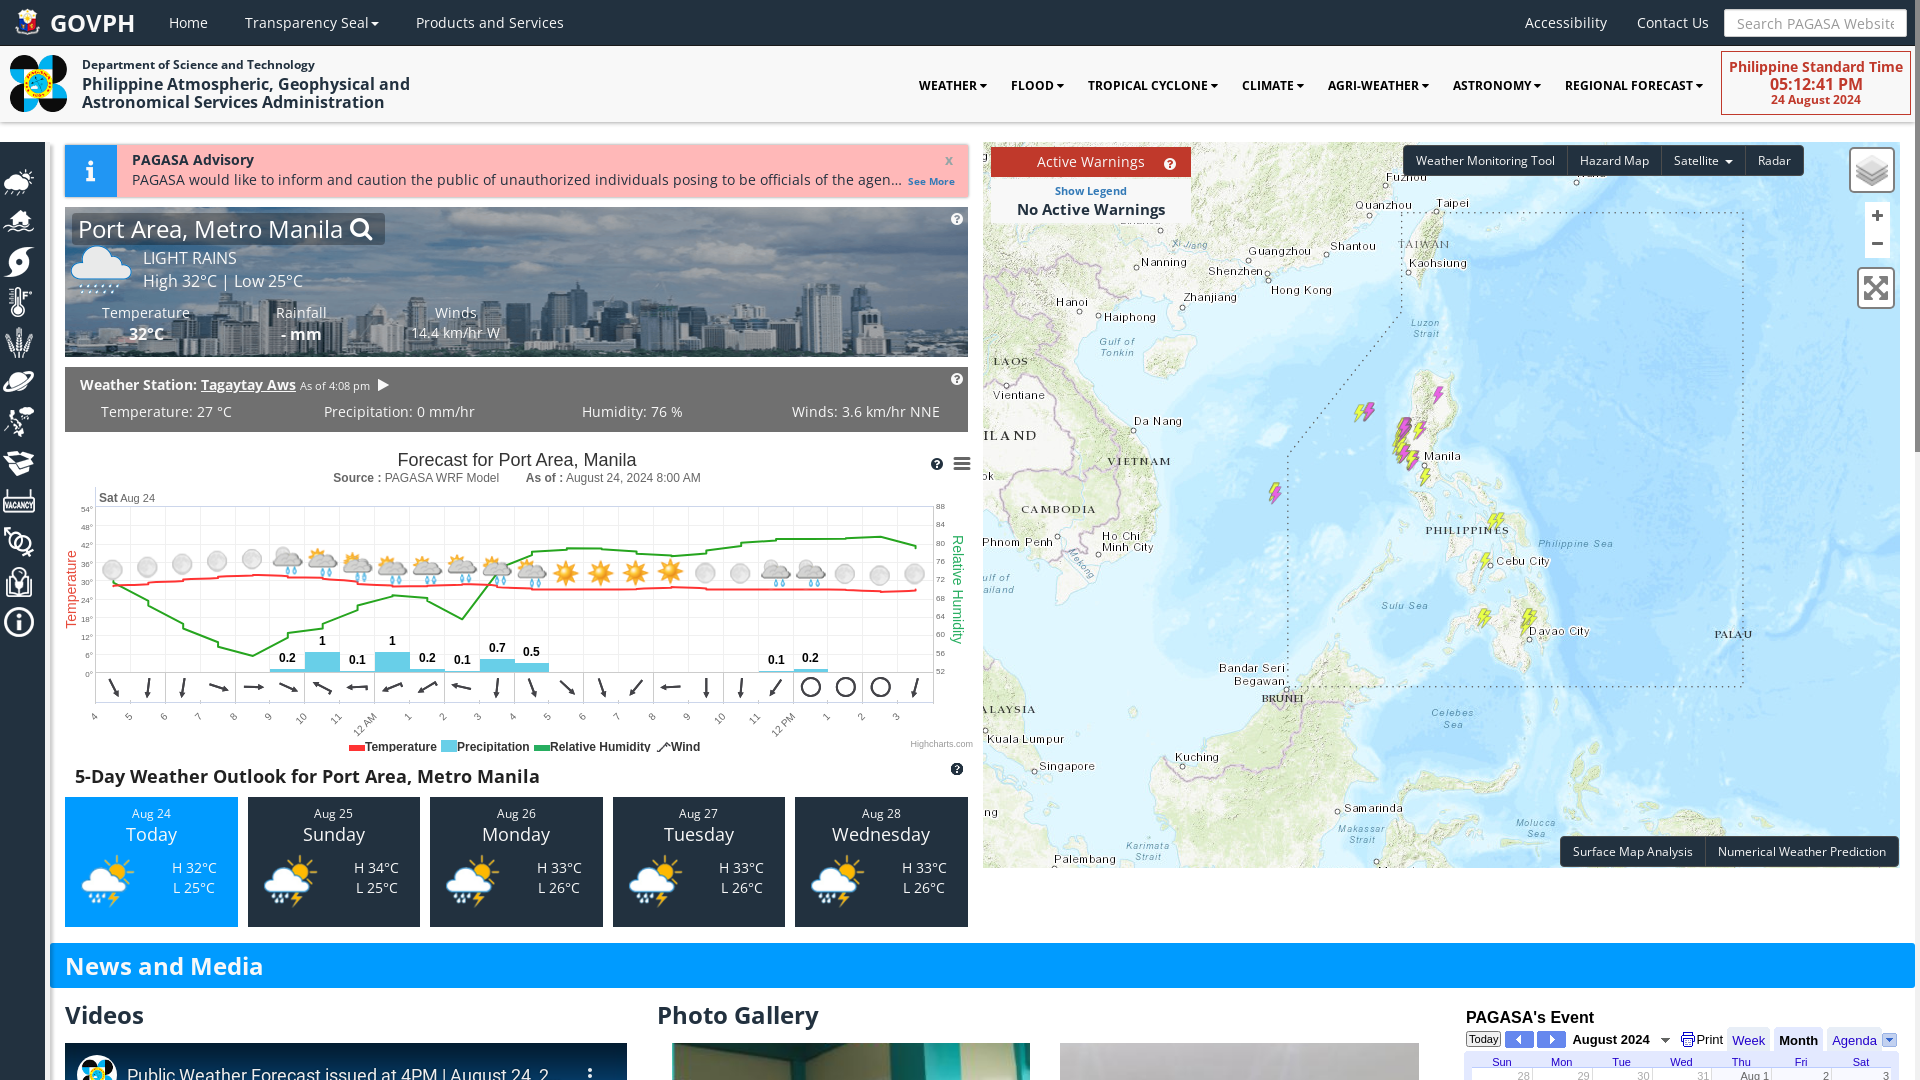 GOVPH
Home
Transparency Seal
Products and Services
Accessibility
Contact Us
Search PAGASA Website
Department of Science and Technology
Philippine Atmospheric, Geophysical and
Astronomical Services Administration
WEATHER
FLOOD
TROPICAL CYCLONE
CLIMATE
AGRI-WEATHER
ASTRONOMY
REGIONAL FORECAST
Philippine Standard Time
05:12:41 PM
24 August 2024
PAGASA Advisory
x
PAGASA would like to inform and caution the public of unauthorized individuals posing to be officials of the agen... See More
Port Area, Metro Manila
LIGHT RAINS
High 32°C | Low 25°C
Temperature Rainfall Winds
32°C - mm 14.4 km/hr W
Weather Station: Tagaytay Aws As of 4:08 pm
Temperature: 27 °C Precipitation: 0 mm/hr Humidity: 76 % Winds: 3.6 km/hr NNE
Forecast for Port Area, Manila
Source : PAGASA WRF Model As of : August 24, 2024 8:00 AM
Sat Aug 24
54°
48°
42°
36°
30°
24°
18°
12°
6°
0°
Temperature
88
84
80
76
72
68
64
60
56
52
Relative Humidity
0.2 1 0.1 1 0.2 0.1 0.7 0.5 0.1 0.2
4 5 6 7 8 9 10 11 12 AM 1 2 3 4 5 6 7 8 9 10 11 12 PM 1 2 3
Temperature Precipitation Relative Humidity Wind
Highcharts.com
5-Day Weather Outlook for Port Area, Metro Manila
Aug 24
Today
H 32°C
L 25°C
Aug 25
Sunday
H 34°C
L 25°C
Aug 26
Monday
H 33°C
L 26°C
Aug 27
Tuesday
H 33°C
L 26°C
Aug 28
Wednesday
H 33°C
L 26°C
VACANCY
Active Warnings
Show Legend
No Active Warnings
Weather Monitoring Tool
Hazard Map
Satellite
Radar
+
−
Fuzhou
Quanzhou
Taipei
Xi Jiang
Guangzhou
Shantou
TAIWAN
Nanning
Shenzhen
Kaohsiung
Hong Kong
Hanoi
Zhanjiang
Haiphong
Luzon
Strait
Gulf of
Tonkin
LAOS
Vientiane
Da Nang
ILAND
VIETNAM
Manila
ok
CAMBODIA
PHILIPPINES
Phnom Penh
Ho Chi
Minh City
Philippine Sea
Mekong
Cebu City
ulf of
ailand
Sulu Sea
Davao City
PALAU
Bandar Seri
Begawan
BRUNEI
ALAYSIA
Celebes
Sea
Kuala Lumpur
Kuching
Singapore
Samarinda
ng
Makassar
Strait
Molucca
Sea
Karimata
Strait
Palembang
Surface Map Analysis
Numerical Weather Prediction
News and Media
Videos
Photo Gallery
PAGASA's Event
Today
August 2024
Print
Week
Month
Agenda
Sun Mon Tue Wed Thu Fri Sat
28 29 30 31 Aug 1 2 3
Public Weather Forecast issued at 4PM | August 24, 2